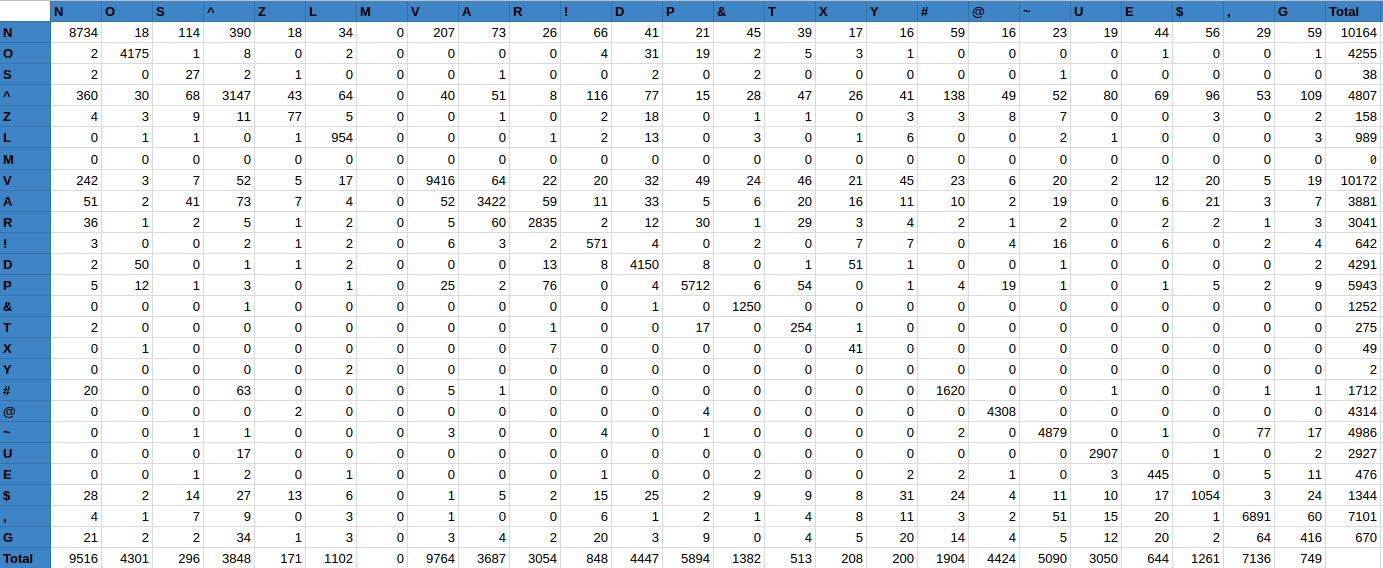 N O S ^ Z L M V A R ! D P & T X Y # @ ~ U E $ , G Total
N 8734 18 114 390 18 34 0 207 73 26 66 41 21 45 39 17 16 59 16 23 19 44 56 29 59 10164
O 2 4175 1 8 0 2 0 0 0 0 4 31 19 2 5 3 1 0 0 0 0 1 0 0 1 4255
S 2 0 27 2 1 0 0 0 1 0 0 2 0 2 0 0 0 0 0 1 0 0 0 0 0 38
^ 360 30 68 3147 43 64 0 40 51 8 116 77 15 28 47 26 41 138 49 52 80 69 96 53 109 4807
Z 4 3 9 11 77 5 0 0 1 0 2 18 0 1 1 0 3 3 8 7 0 0 3 0 2 158
L 0 1 1 0 1 954 0 0 0 1 2 13 0 3 0 1 6 0 0 2 1 0 0 0 3 989
M 0 0 0 0 0 0 0 0 0 0 0 0 0 0 0 0 0 0 0 0 0 0 0 0 0 0
V 242 3 7 52 5 17 0 9416 64 22 20 32 49 24 46 21 45 23 6 20 2 12 20 5 19 10172
A 51 2 41 73 7 4 0 52 3422 59 11 33 5 6 20 16 11 10 2 19 0 6 21 3 7 3881
R 36 1 2 5 1 2 0 5 60 2835 2 12 30 1 29 3 4 2 1 2 0 2 2 1 3 3041
! 3 0 0 2 1 2 0 6 3 2 571 4 0 2 0 7 7 0 4 16 0 6 0 2 4 642
D 2 50 0 1 1 2 0 0 0 13 8 4150 8 0 1 51 1 0 0 1 0 0 0 0 2 4291
P 5 12 1 3 0 1 0 25 2 76 0 4 5712 6 54 0 1 4 19 1 0 1 5 2 9 5943
& 0 0 0 1 0 0 0 0 0 0 0 1 0 1250 0 0 0 0 0 0 0 0 0 0 0 1252
T 2 0 0 0 0 0 0 0 0 1 0 0 17 0 254 1 0 0 0 0 0 0 0 0 0 275
X 0 1 0 0 0 0 0 0 0 7 0 0 0 0 0 41 0 0 0 0 0 0 0 0 0 49
Y 0 0 0 0 0 2 0 0 0 0 0 0 0 0 0 0 0 0 0 0 0 0 0 0 0 2
# 20 0 0 63 0 0 0 5 1 0 0 0 0 0 0 0 0 1620 0 0 1 0 0 1 1 1712
@ 0 0 0 0 2 0 0 0 0 0 0 0 4 0 0 0 0 0 4308 0 0 0 0 0 0 4314
~ 0 0 1 1 0 0 0 3 0 0 4 0 1 0 0 0 0 2 0 4879 0 1 0 77 17 4986
U 0 0 0 17 0 0 0 0 0 0 0 0 0 0 0 0 0 0 0 0 2907 0 1 0 2 2927
E 0 0 1 2 0 1 0 0 0 0 1 0 0 2 0 0 2 2 1 0 3 445 0 5 11 476
$ 28 2 14 27 13 6 0 1 5 2 15 25 2 9 9 8 31 24 4 11 10 17 1054 3 24 1344
, 4 1 7 9 0 3 0 1 0 0 6 1 2 1 4 8 11 3 2 51 15 20 1 6891 60 7101
G 21 2 2 34 1 3 0 3 4 2 20 3 9 0 4 5 20 14 4 5 12 20 2 64 416 670
Total 9516 4301 296 3848 171 1102 0 9764 3687 3054 848 4447 5894 1382 513 208 200 1904 4424 5090 3050 644 1261 7136 749